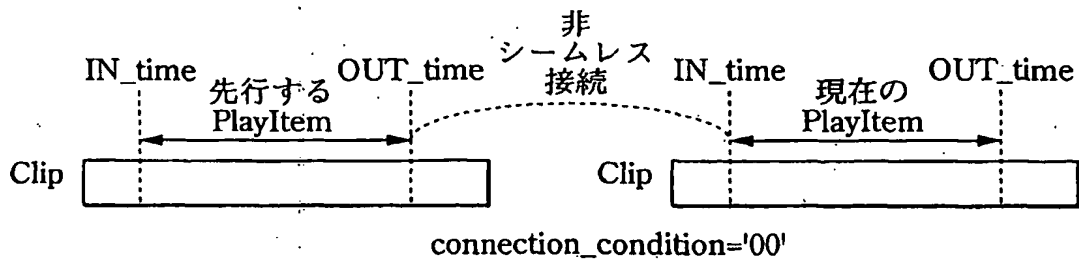 非
シームレス
接続
IN_time
OUT_time
IN_time
OUT_time
先行する
PlayItem
現在の
PlayItem
Clip
Clip
connection_condition='00'